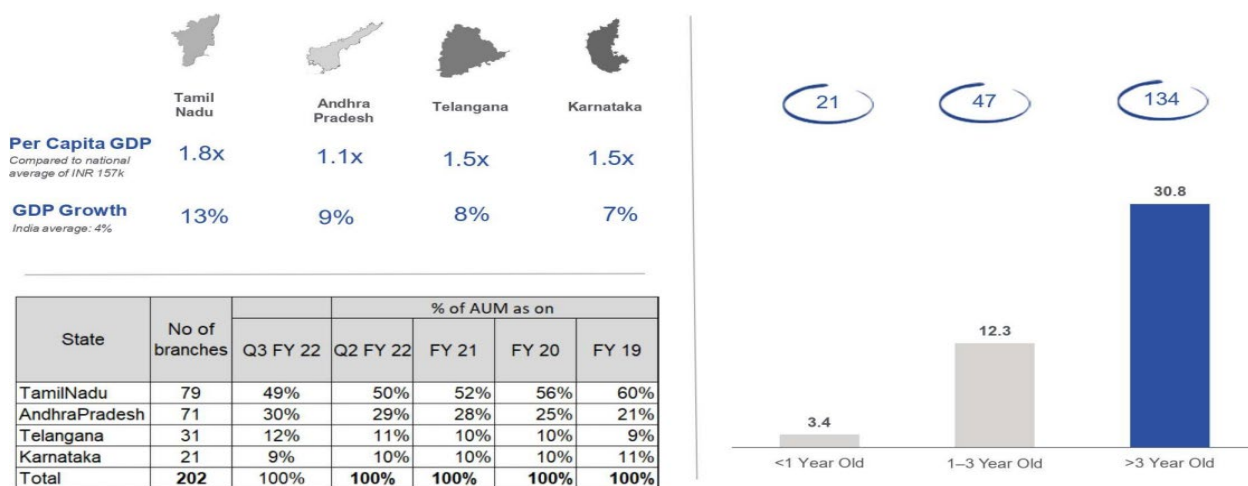 Tamil Nadu
Andhra Pradesh
Telangana
Karnataka
Per Capita GDP
Compared to national
average of INR 157k
1.8x 1.1x 1.5x 1.5x
GDP Growth
India average: 4%
13% 9% 8% 7%
State No of branches % of AUM as on
Q3 FY 22 Q2 FY 22 FY 21 FY 20 FY 19
TamilNadu 79 49% 50% 52% 56% 60%
AndhraPradesh 71 30% 29% 28% 25% 21%
Telangana 31 12% 11% 10% 10% 9%
Karnataka 21 9% 10% 10% 10% 11%
Total 202 100% 100% 100% 100% 100%
21 47 134
30.8
12.3
3.4
<1 Year Old 1–3 Year Old >3 Year Old